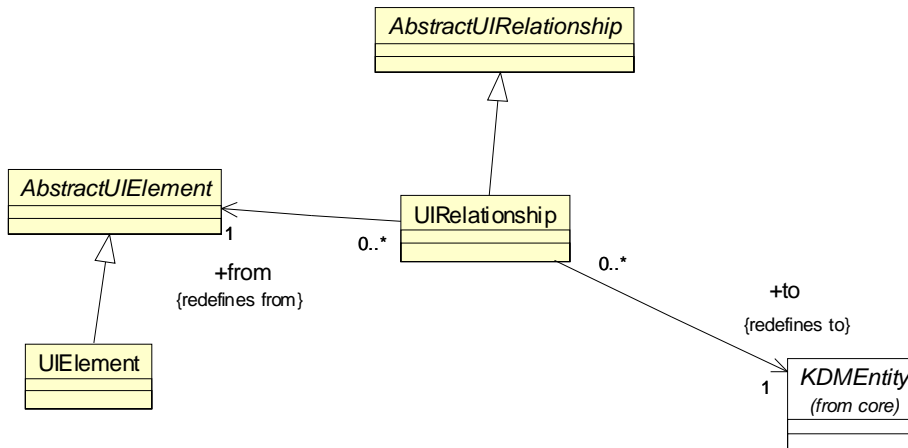 AbstractUIRelationship
AbstractUIElement
UIRelationship
1
0..*
+from
{redefines from}
0..*
+to
{redefines to}
UIElement
1
KDMEntity
(from core)